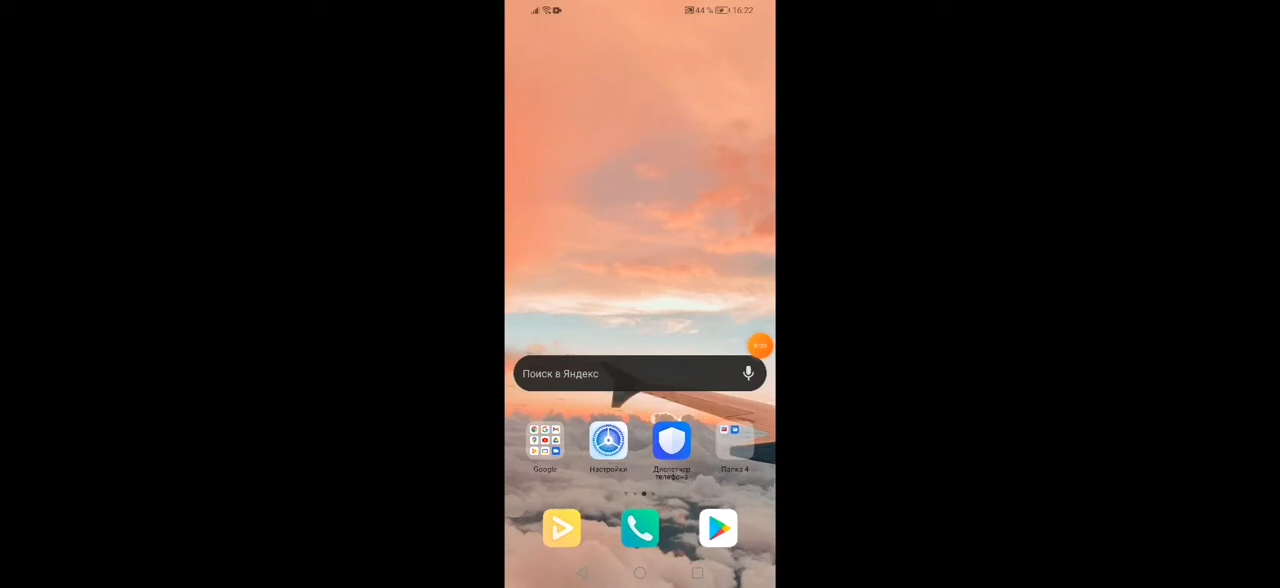 44 % 16:22
Поиск в Яндекс
Google Настройки Диспетчер Папка 4
телефона